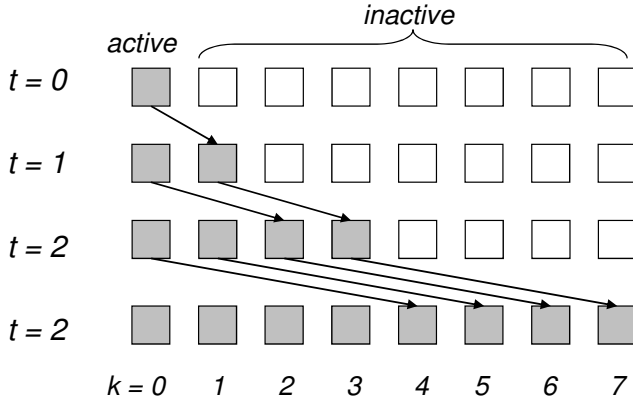 inactive
active
t = 0
t = 1
t = 2
t = 2
k = 0 1 2 3 4 5 6 7